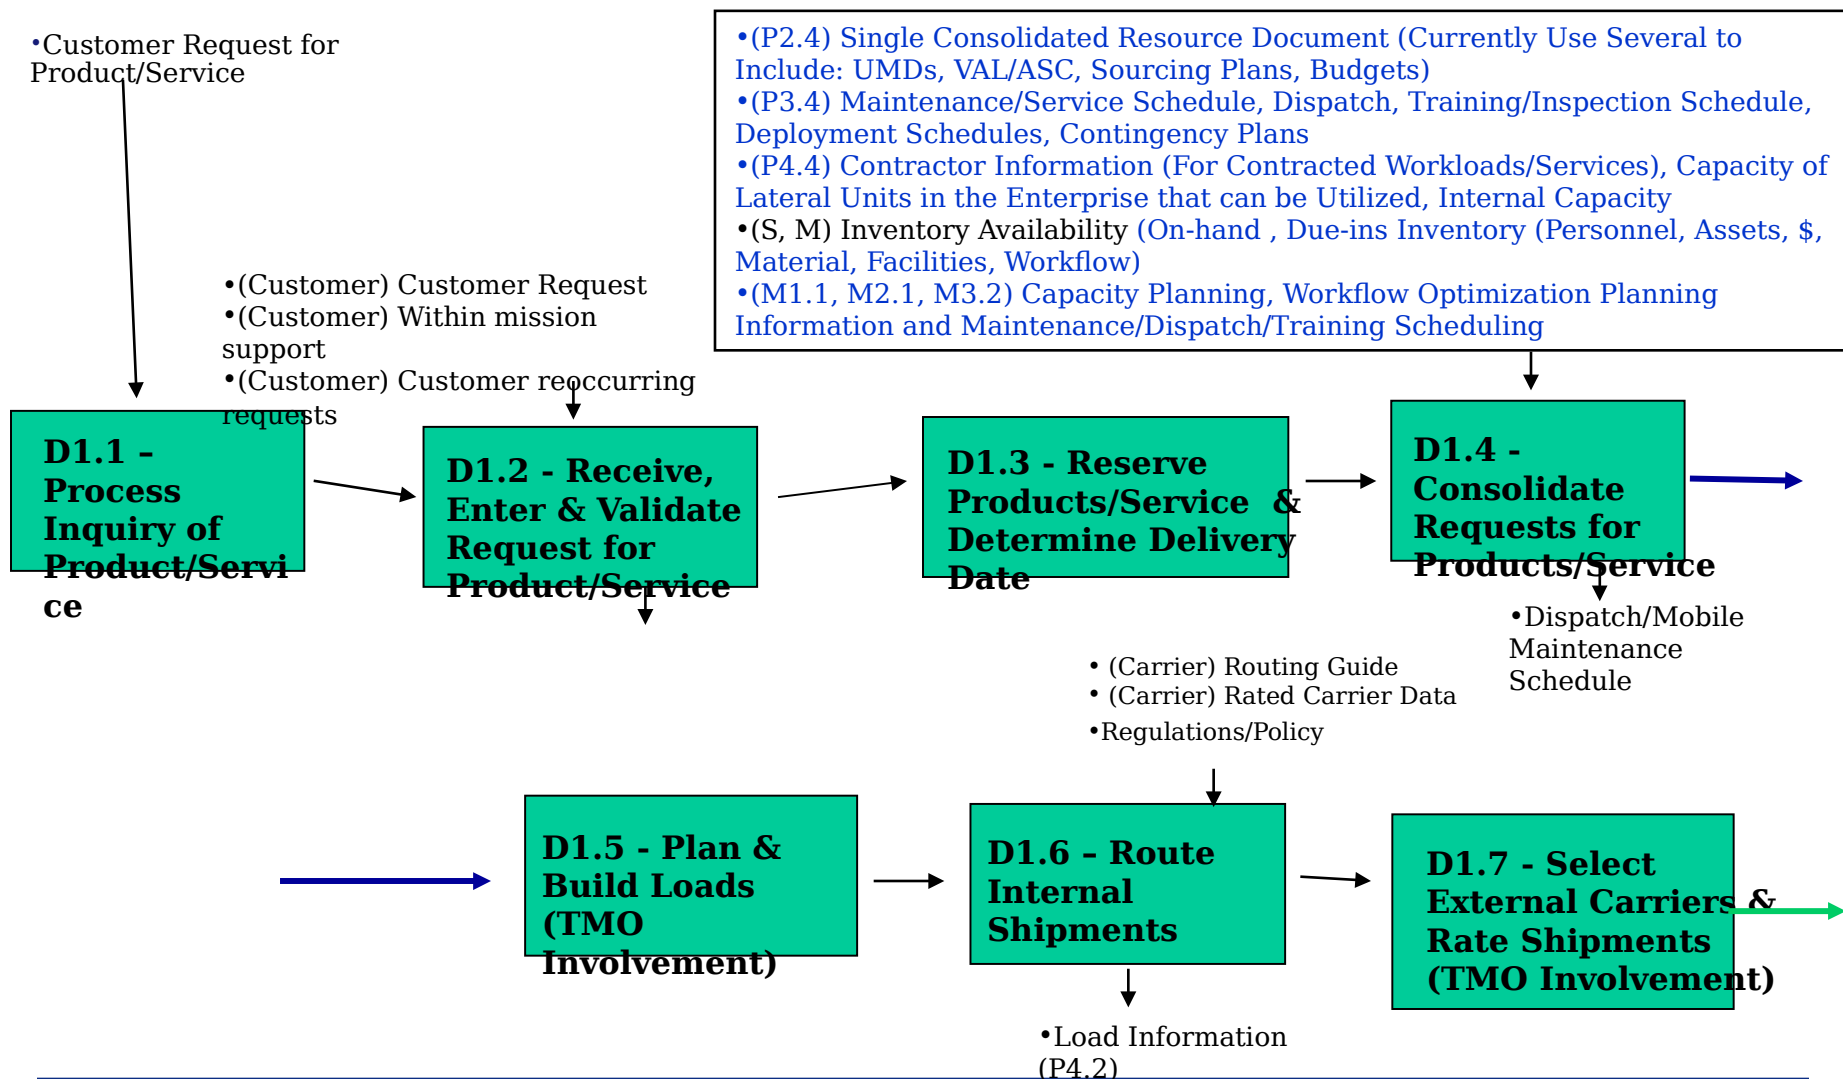 •Customer Request for
Product/Service
•(P2.4) Single Consolidated Resource Document (Currently Use Several to
Include: UMDs, VAL/ASC, Sourcing Plans, Budgets)
•(P3.4) Maintenance/Service Schedule, Dispatch, Training/Inspection Schedule,
Deployment Schedules, Contingency Plans
•(P4.4) Contractor Information (For Contracted Workloads/Services), Capacity of
Lateral Units in the Enterprise that can be Utilized, Internal Capacity
•(S, M) Inventory Availability (On-hand , Due-ins Inventory (Personnel, Assets, $,
Material, Facilities, Workflow)
•(M1.1, M2.1, M3.2) Capacity Planning, Workflow Optimization Planning
Information and Maintenance/Dispatch/Training Scheduling
•(Customer) Customer Request
•(Customer) Within mission
support
•(Customer) Customer reoccurring
requests
D1.1 –
Process
Inquiry of
Product/Servi
ce
D1.2 - Receive,
Enter & Validate
Request for
Product/Service
D1.3 - Reserve
Products/Service  &
Determine Delivery
Date
D1.4 -
Consolidate
Requests for
Products/Service
•Dispatch/Mobile
Maintenance
Schedule
• (Carrier) Routing Guide
• (Carrier) Rated Carrier Data
•Regulations/Policy
D1.5 - Plan &
Build Loads
(TMO
Involvement)
D1.6 – Route
Internal
Shipments
D1.7 - Select
External Carriers &
Rate Shipments
(TMO Involvement)
•Load Information
(P4.2)